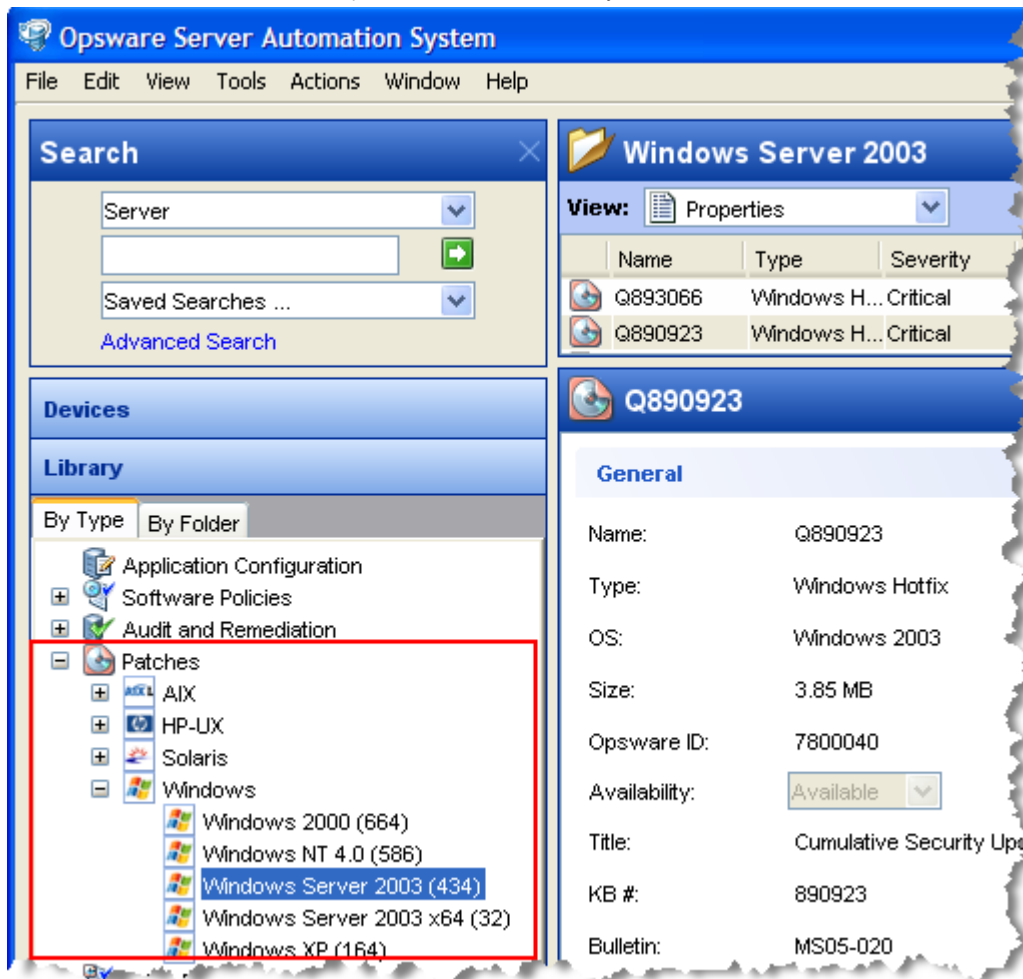 Opsware Server Automation System
File Edit View Tools Actions Window Help
Search
Server
Saved Searches ...
Advanced Search
Devices
Library
By Type By Folder
Application Configuration
Software Policies
Audit and Remediation
Patches
AIX
HP-UX
Solaris
Windows
Windows 2000 (664)
Windows NT 4.0 (586)
Windows Server 2003 (434)
Windows Server 2003 x64 (32)
Windows XP (164)
Windows Server 2003
View: Properties
Name Type Severity
Q893066 Windows H... Critical
Q890923 Windows H... Critical
Q890923
General
Name: Q890923
Type: Windows Hotfix
OS: Windows 2003
Size: 3.85 MB
Opsware ID: 7800040
Availability: Available
Title: Cumulative Security
KB #: 890923
Bulletin: MS05-020